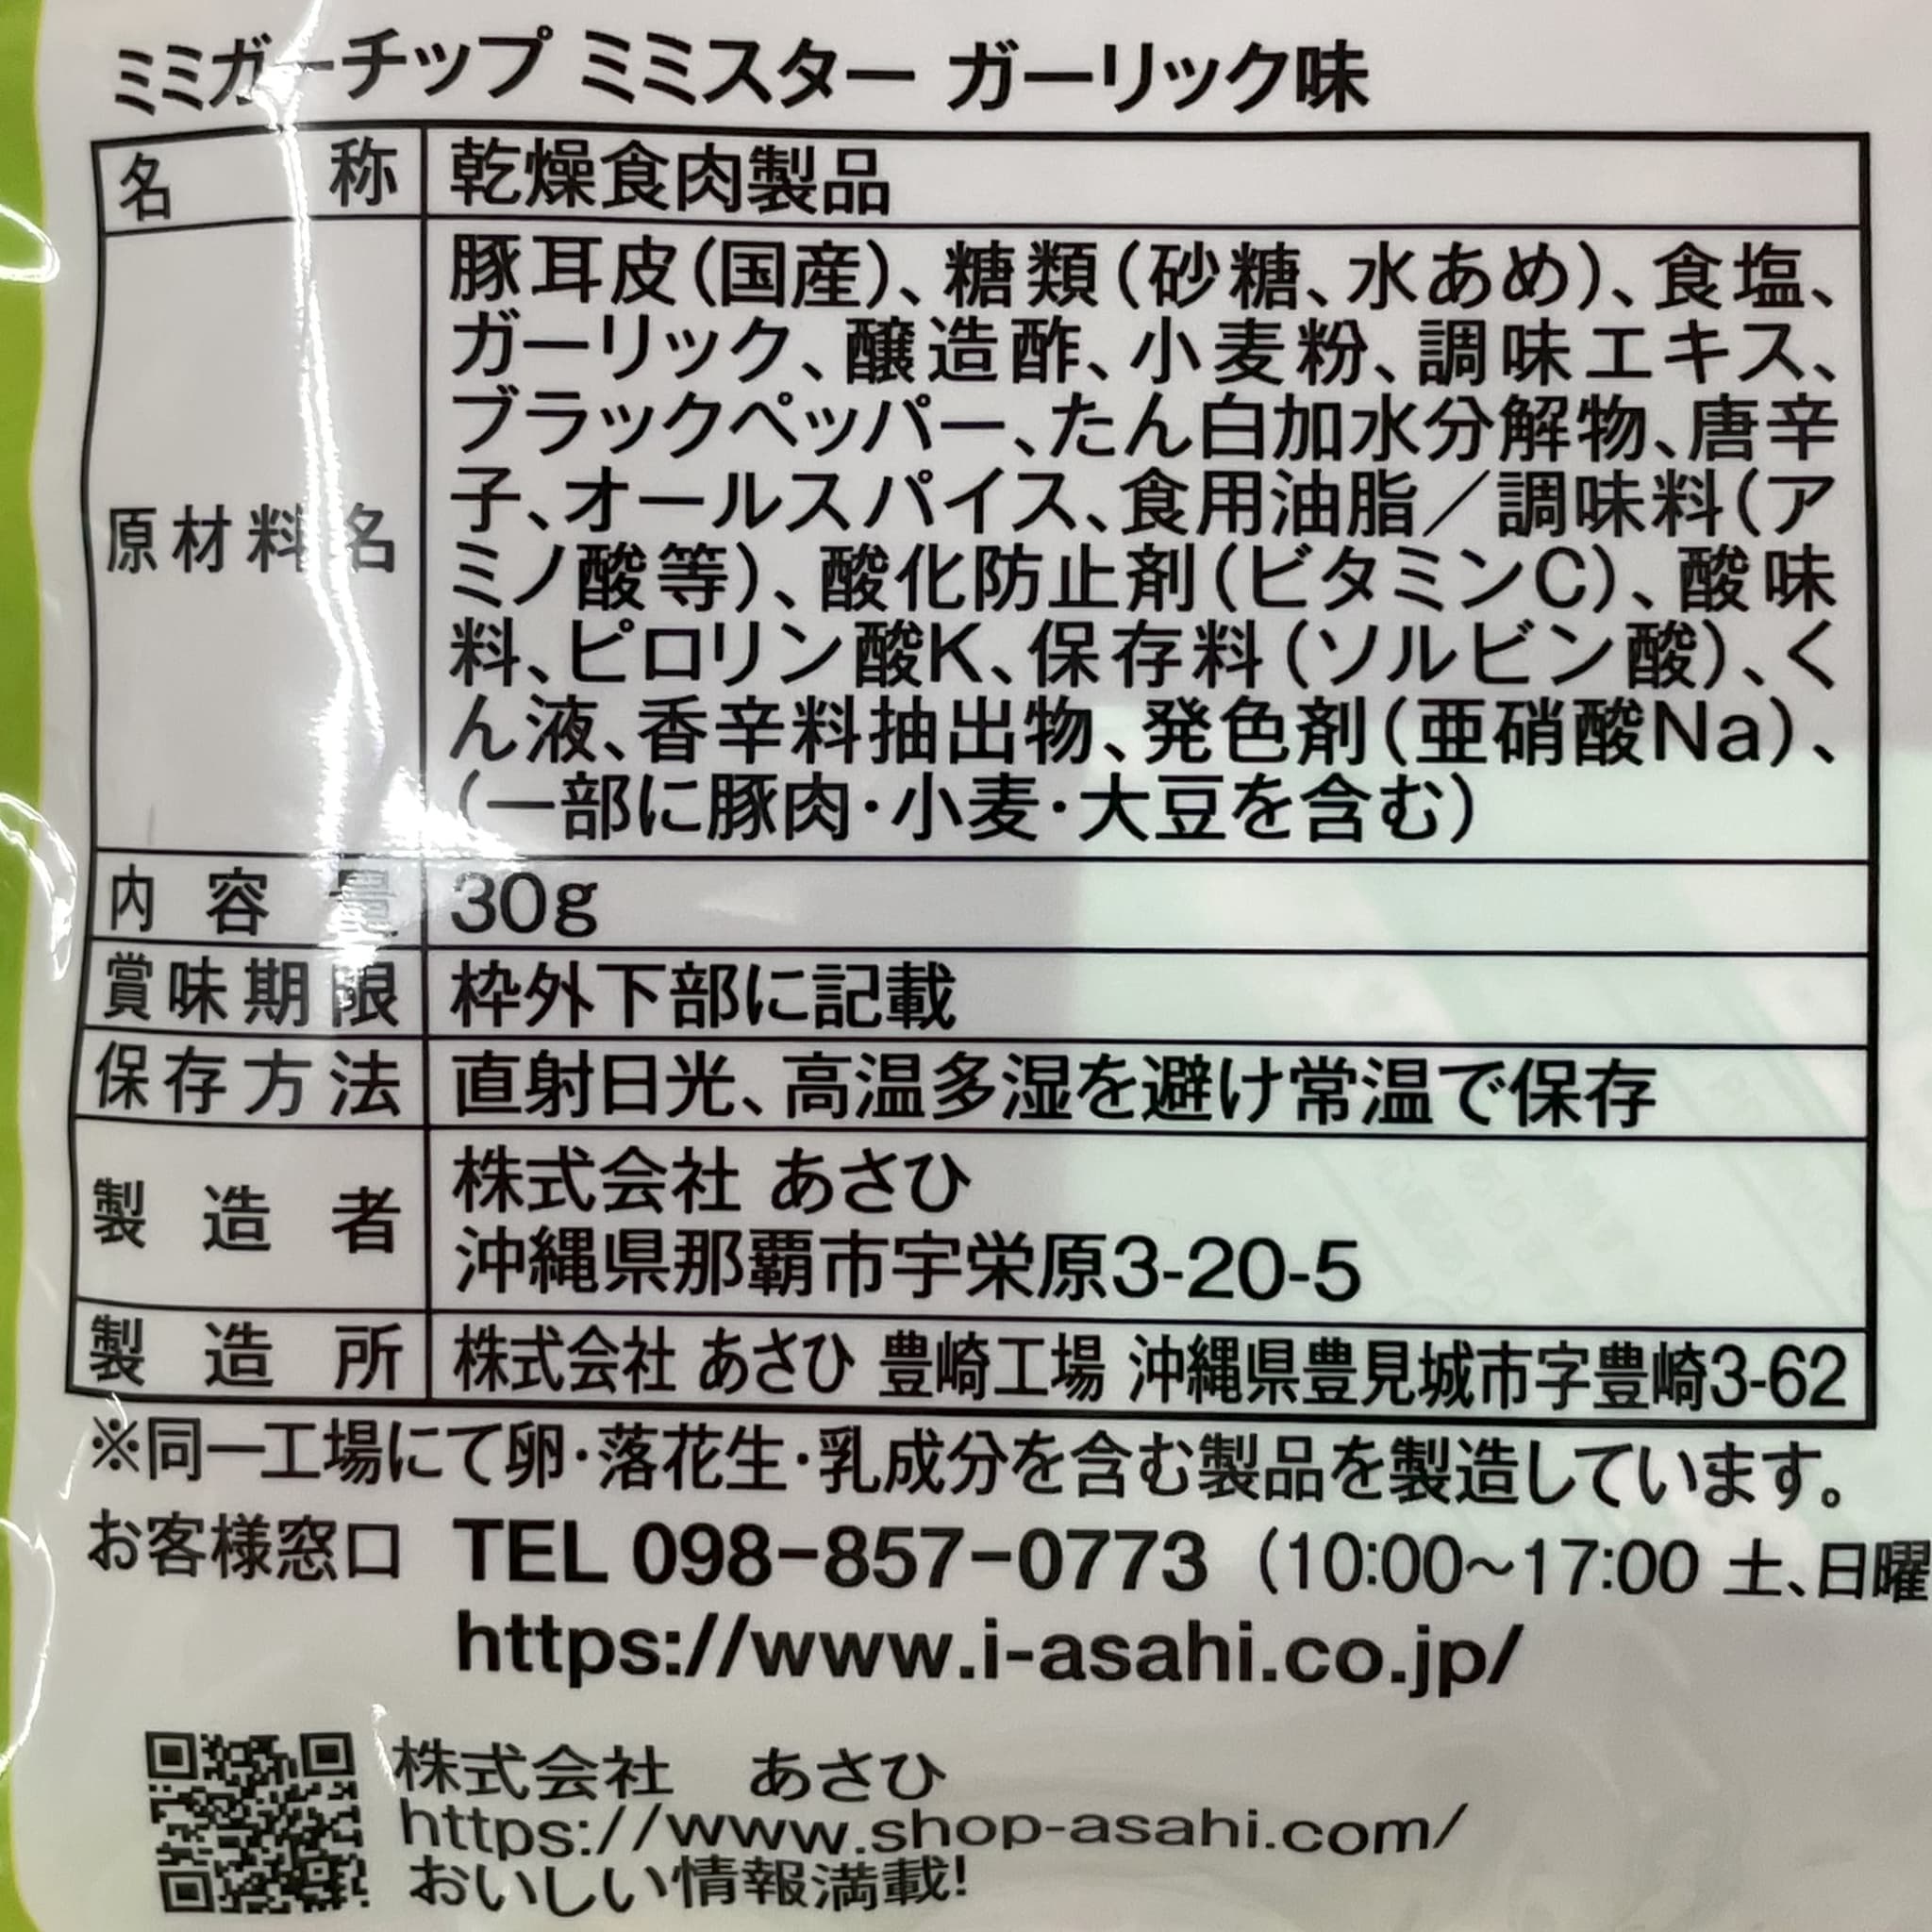 ミミガーチップ ミミスター ガーリック味
名称 乾燥食肉製品
原材料名
豚耳皮(国産)、糖類(砂糖、水あめ)、食塩、
ガーリック、醸造酢、小麦粉、調味エキス、
ブラックペッパー、たん白加水分解物、唐辛
子、オールスパイス、食用油脂／調味料(ア
ミノ酸等)、酸化防止剤(ビタミンC)、酸味
料、ピロリン酸K、保存料(ソルビン酸)、く
ん液、香辛料抽出物、発色剤(亜硝酸Na)、
(一部に豚肉・小麦・大豆を含む)
内容量 30g
賞味期限 枠外下部に記載
保存方法 直射日光、高温多湿を避け常温で保存
製造者
株式会社 あさひ
沖縄県那覇市宇栄原3-20-5
製造所 株式会社 あさひ 豊崎工場 沖縄県豊見城市字豊崎3-62
※同一工場にて卵・落花生・乳成分を含む製品を製造しています。
お客様窓口 TEL 098-857-0773 (10:00~17:00 土、日曜
https://www.i-asahi.co.jp/
株式会社 あさひ
https://www.shop-asahi.com/
おいしい情報満載!